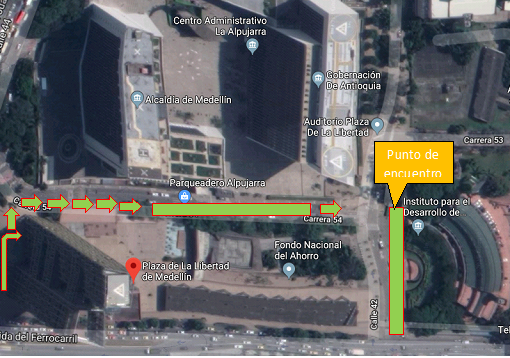 Calle 44
Centro Administrativo
La Alpujarra
Gobernación
De Antioquia
Alcaldía de Medellín
Auditorio Plaza
De La Libertad
Carrera 53
Punto de
encuentro
Parqueadero Alpujarra
Instituto para el
Desarrollo de
Carrera 54
Fondo Nacional
del Ahorro
Plaza de La Libertad
de Medellín
Calle 42
ida del Ferrocarril